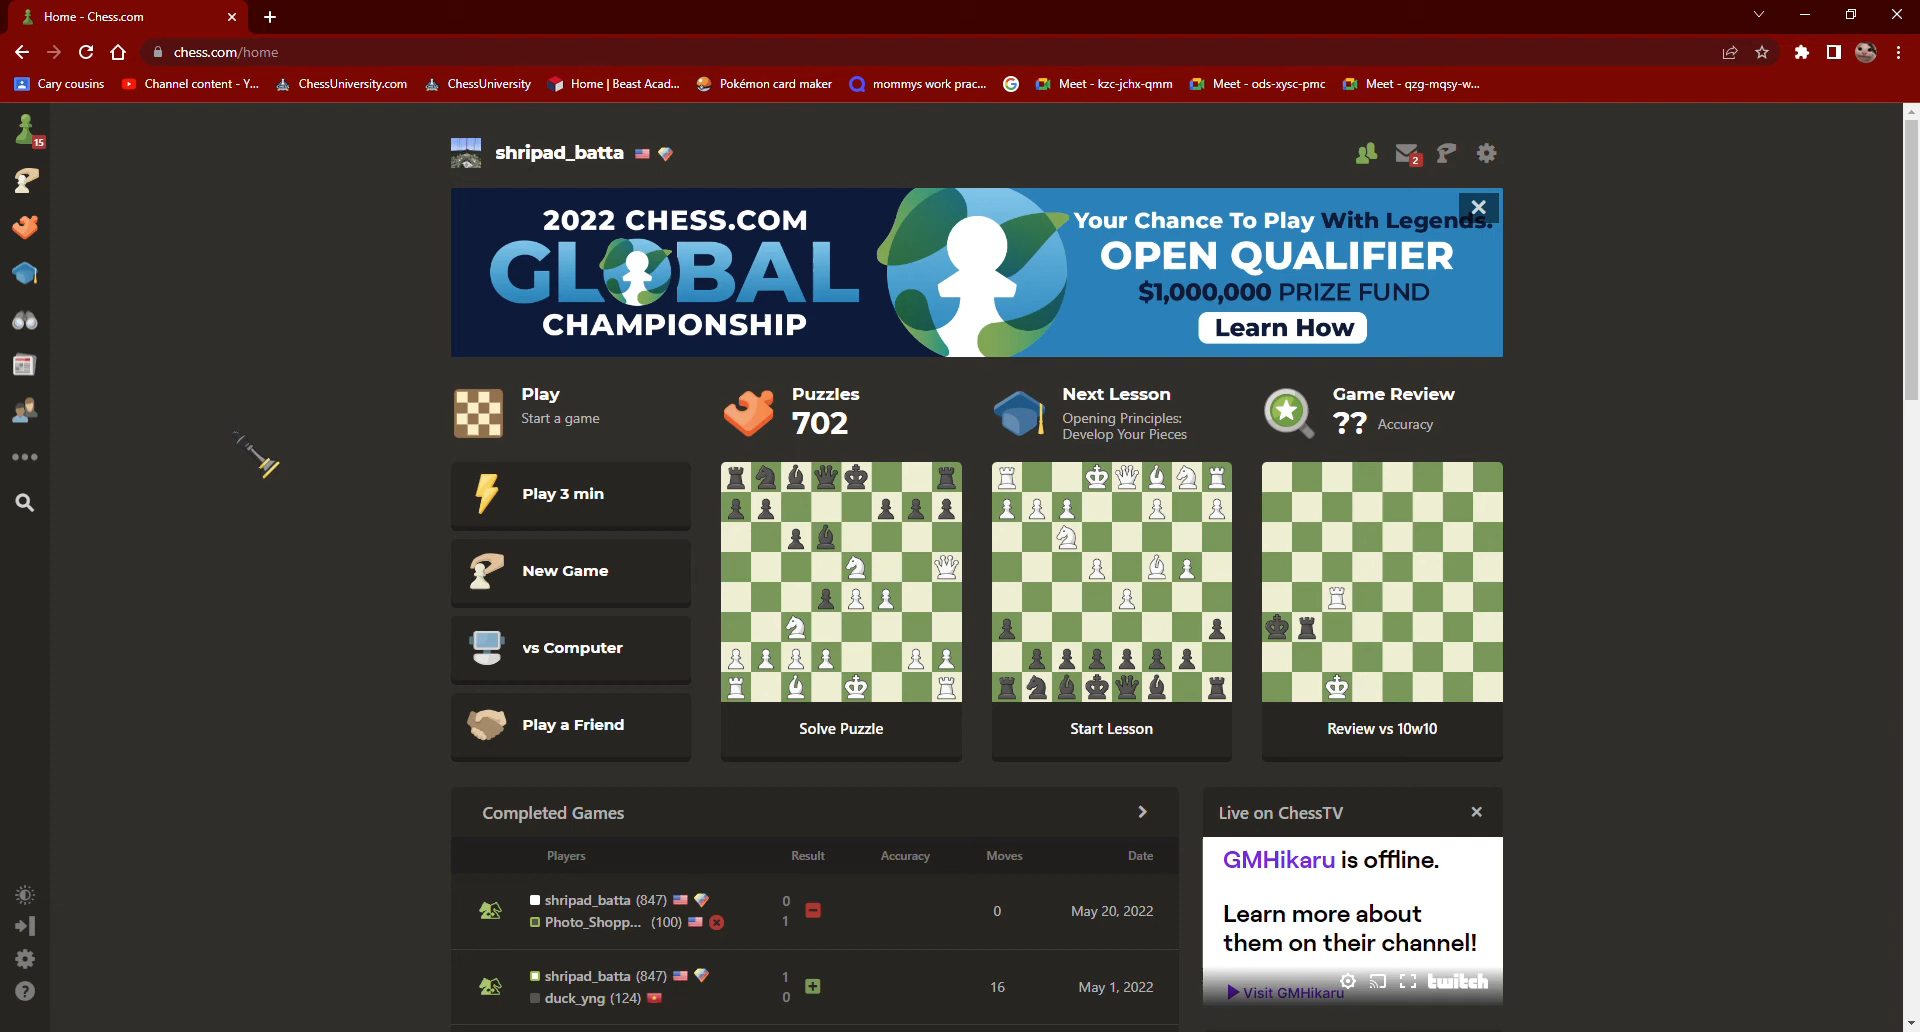 Home - Chess.com
chess.com/home
Cary cousins
Channel content - Y...
ChessUniversity.com
ChessUniversity
Home | Beast Acad...
Pokémon card maker
mommys work prac...
Meet - kzc-jchx-qmm
Meet - ods-xysc-pmc
Meet - qzg-mqsy-w...
15
shripad_batta
2
2022 CHESS.COM
GLOBAL
CHAMPIONSHIP
Your Chance To Play With Legends.
OPEN QUALIFIER
$1,000,000 PRIZE FUND
Learn How
Play
Start a game
Puzzles
702
Next Lesson
Opening Principles:
Develop Your Pieces
Game Review
?? Accuracy
Play 3 min
New Game
vs Computer
Play a Friend
Solve Puzzle
Start Lesson
Review vs 10w10
Completed Games
Players Result Accuracy Moves Date
shripad_batta (847) 0
Photo_Shopp... (100) 1
0 May 20, 2022
shripad_batta (847) 1
duck_yng (124) 0
16 May 1, 2022
Live on ChessTV
GMHikaru is offline.
Learn more about
them on their channel!
Visit GMHikaru
twitch